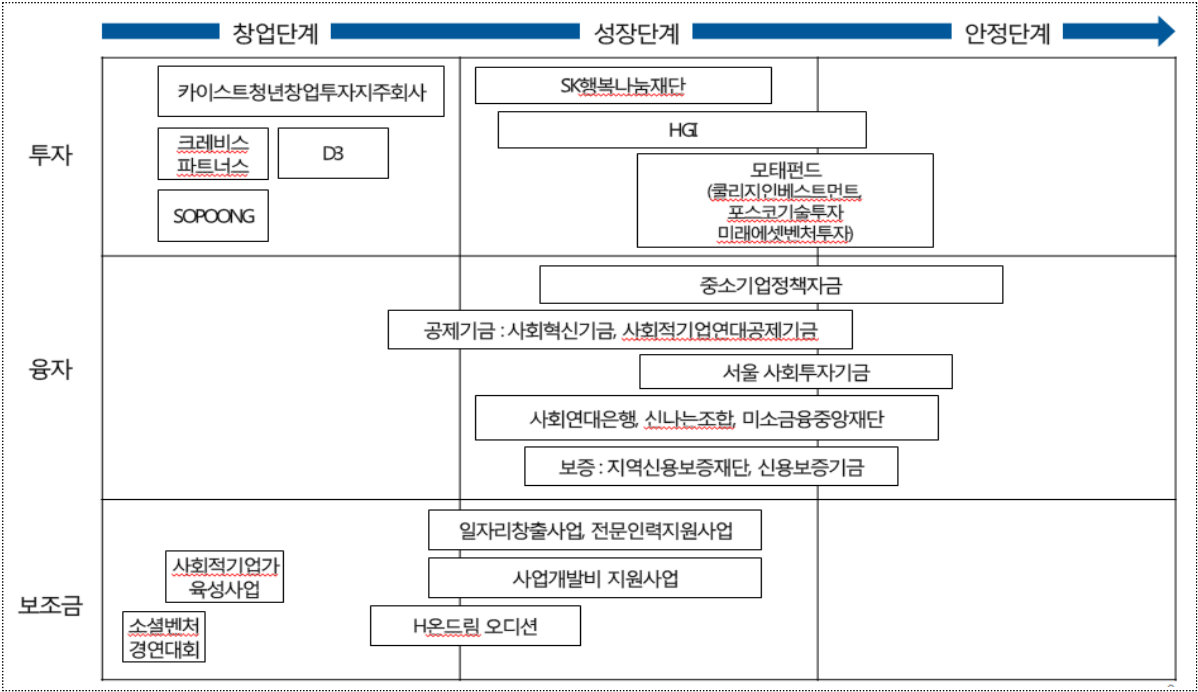 창업단계
성장단계
안정단계
투자
카이스트청년창업투자지주회사
크레비스
파트너스
D3
SOPOONG
SK행복나눔재단
HGI
모태펀드
(쿨리지인베스트먼트,
포스코기술투자
미래에셋벤처투자)
융자
중소기업정책자금
공제기금 : 사회혁신기금, 사회적기업연대공제기금
서울 사회투자기금
사회연대은행, 신나는조합, 미소금융중앙재단
보증 : 지역신용보증재단, 신용보증기금
보조금
일자리창출사업, 전문인력지원사업
사회적기업가
육성사업
사업개발비 지원사업
소셜벤처
경연대회
H온드림 오디션